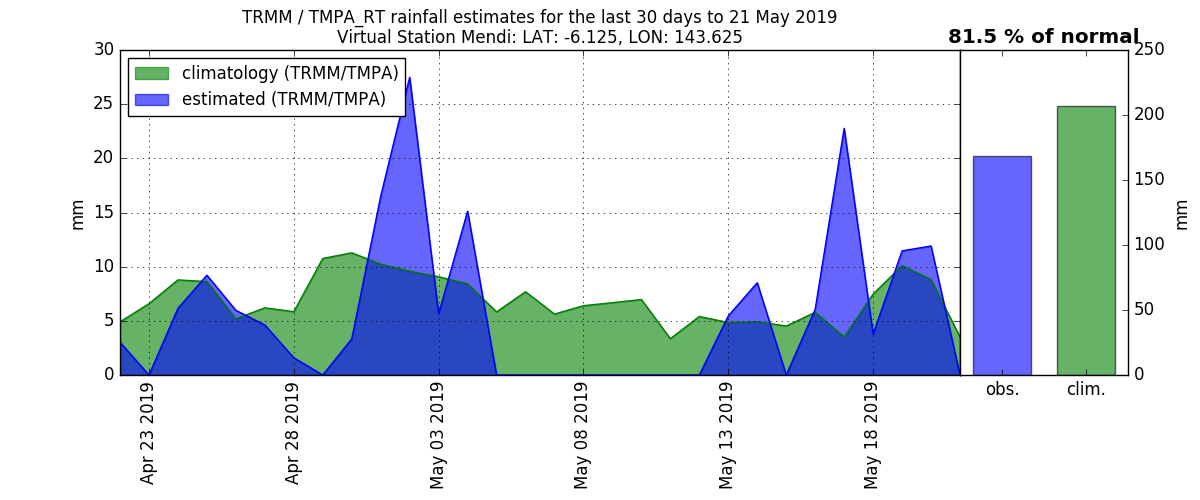 TRMM / TMPA_RT rainfall estimates for the last 30 days to 21 May 2019
Virtual Station Mendi: LAT: -6.125, LON: 143.625
81.5 % of normal
climatology (TRMM/TMPA)
estimated (TRMM/TMPA)
30
25
20
15
10
5
0
mm
Apr 23 2019
Apr 28 2019
May 03 2019
May 08 2019
May 13 2019
May 18 2019
250
200
150
100
50
0
mm
obs.
clim.